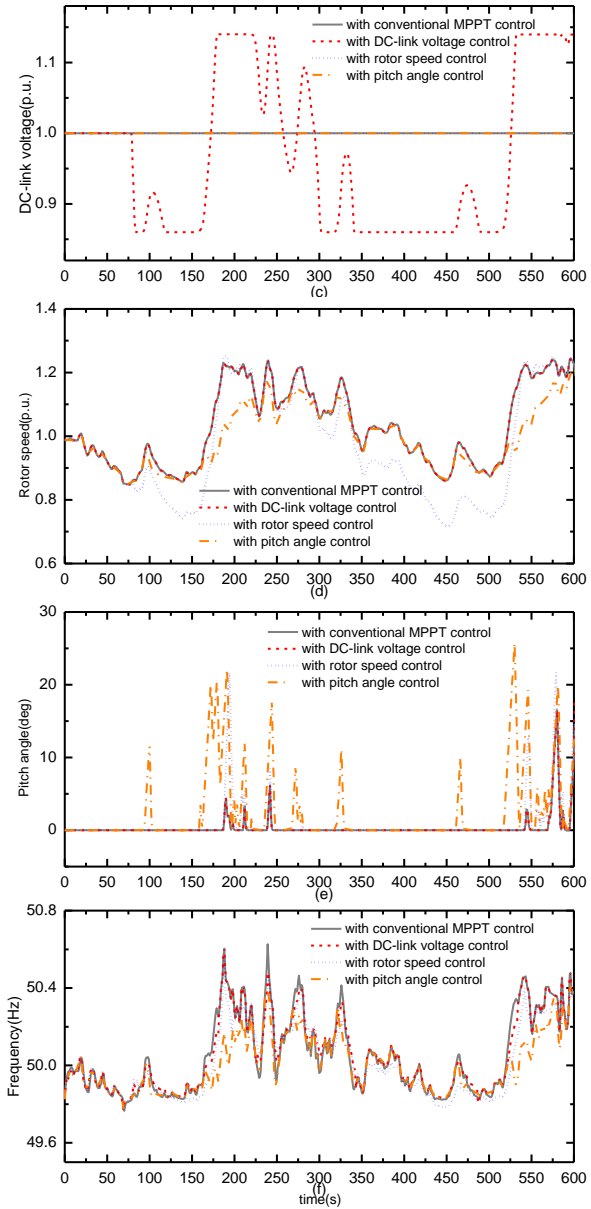 with conventional MPPT control
with DC-link voltage control
with rotor speed control
with pitch angle control
DC-link voltage(p.u.)
1.1
1.0
0.9
0 50 100 150 200 250 300 350 400 450 500 550 600
(c)
Rotor speed(p.u.)
1.4
1.2
1.0
0.8
0.6
with conventional MPPT control
with DC-link voltage control
with rotor speed control
with pitch angle control
0 50 100 150 200 250 300 350 400 450 500 550 600
(d)
Pitch angle(deg)
30
20
10
0
with conventional MPPT control
with DC-link voltage control
with rotor speed control
with pitch angle control
0 50 100 150 200 250 300 350 400 450 500 550 600
(e)
Frequency(Hz)
50.8
50.4
50.0
49.6
with conventional MPPT control
with DC-link voltage control
with rotor speed control
with pitch angle control
0 50 100 150 200 250 300 350 400 450 500 550 600
(f)
time(s)